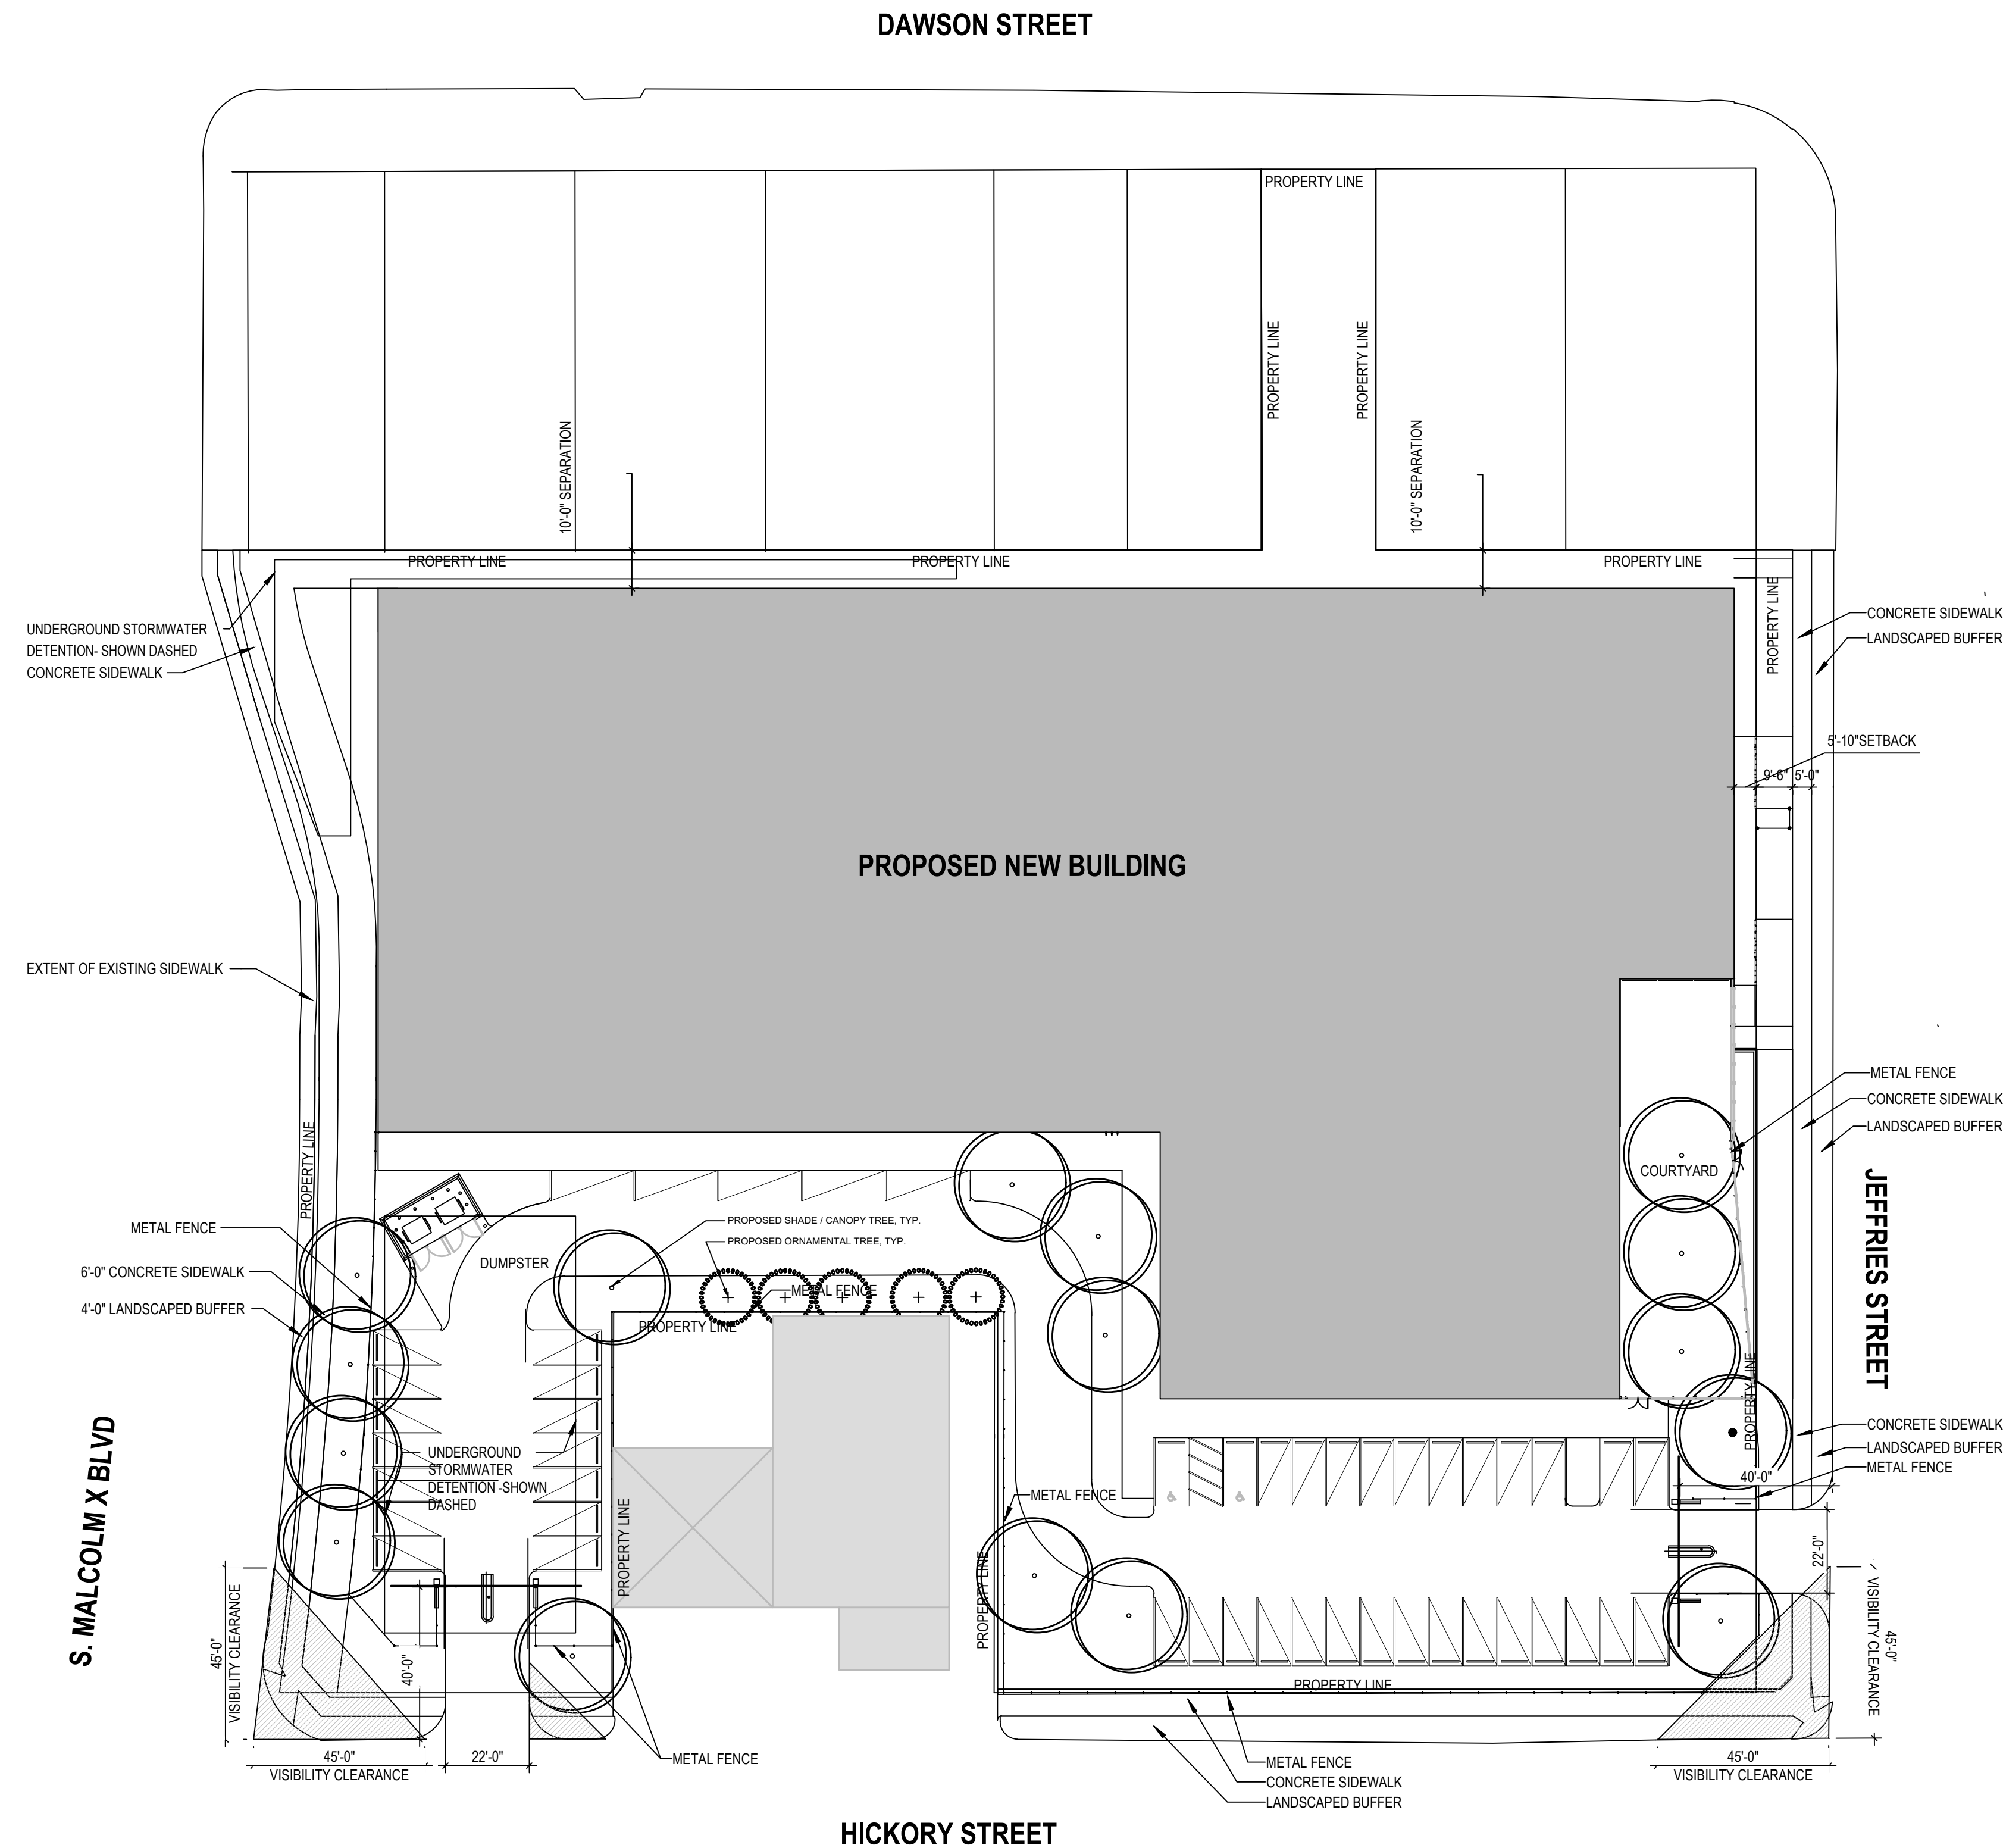 DAWSON STREET
PROPERTY LINE
PROPERTY LINE
PROPERTY LINE
10'-0" SEPARATION
10'-0" SEPARATION
PROPERTY LINE
PROPERTY LINE
PROPERTY LINE
PROPERTY LINE
UNDERGROUND STORMWATER
DETENTION- SHOWN DASHED
CONCRETE SIDEWALK
CONCRETE SIDEWALK
LANDSCAPED BUFFER
5'-10"SETBACK
9'-6"
5'-0"
PROPOSED NEW BUILDING
EXTENT OF EXISTING SIDEWALK
METAL FENCE
CONCRETE SIDEWALK
LANDSCAPED BUFFER
PROPERTY LINE
COURTYARD
JEFFRIES STREET
METAL FENCE
6'-0" CONCRETE SIDEWALK
4'-0" LANDSCAPED BUFFER
DUMPSTER
PROPOSED SHADE / CANOPY TREE, TYP.
PROPOSED ORNAMENTAL TREE, TYP.
METAL FENCE
PROPERTY LINE
PROPERTY LINE
S. MALCOLM X BLVD
UNDERGROUND
STORMWATER
DETENTION -SHOWN
DASHED
METAL FENCE
CONCRETE SIDEWALK
LANDSCAPED BUFFER
METAL FENCE
40'-0"
22'-0"
PROPERTY LINE
PROPERTY LINE
45'-0"
VISIBILITY CLEARANCE
40'-0"
PROPERTY LINE
45'-0"
VISIBILITY CLEARANCE
45'-0"
VISIBILITY CLEARANCE
22'-0"
METAL FENCE
METAL FENCE
CONCRETE SIDEWALK
LANDSCAPED BUFFER
45'-0"
VISIBILITY CLEARANCE
HICKORY STREET